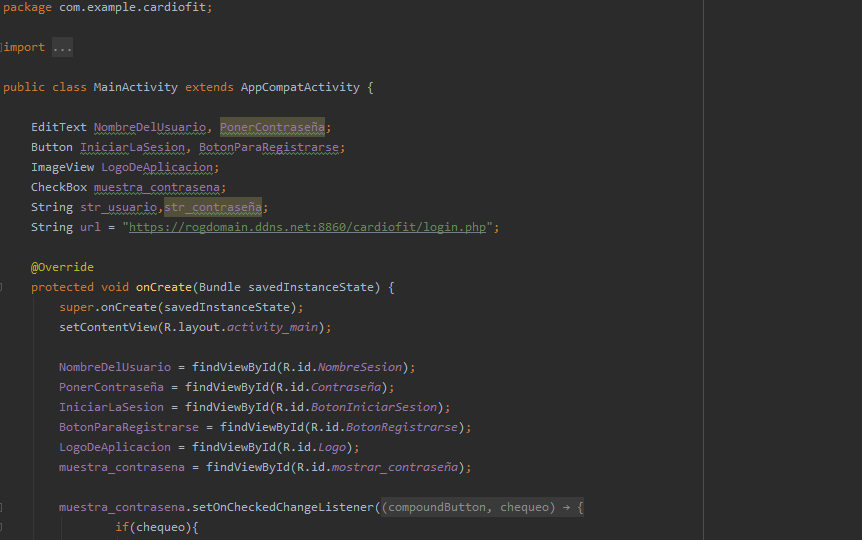 package com.example.cardiofit;
import ...
public class MainActivity extends AppCompatActivity {
EditText NombreDelUsuario, PonerContraseña;
Button IniciarLaSesion, BotonParaRegistrarse;
ImageView LogoDeAplicacion;
CheckBox muestra_contrasena;
String str_usuario,str_contraseña;
String url = "https://rogdomain.ddns.net:8860/cardiofit/login.php";
@Override
protected void onCreate(Bundle savedInstanceState) {
super.onCreate(savedInstanceState);
setContentView(R.layout.activity_main);
NombreDelUsuario = findViewById(R.id.NombreSesion);
PonerContraseña = findViewById(R.id.Contraseña);
IniciarLaSesion = findViewById(R.id.BotonIniciarSesion);
BotonParaRegistrarse = findViewById(R.id.BotonRegistrarse);
LogoDeAplicacion = findViewById(R.id.Logo);
muestra_contrasena = findViewById(R.id.mostrar_contraseña);
muestra_contrasena.setOnCheckedChangeListener((compoundButton, chequeo) → {
if(chequeo){